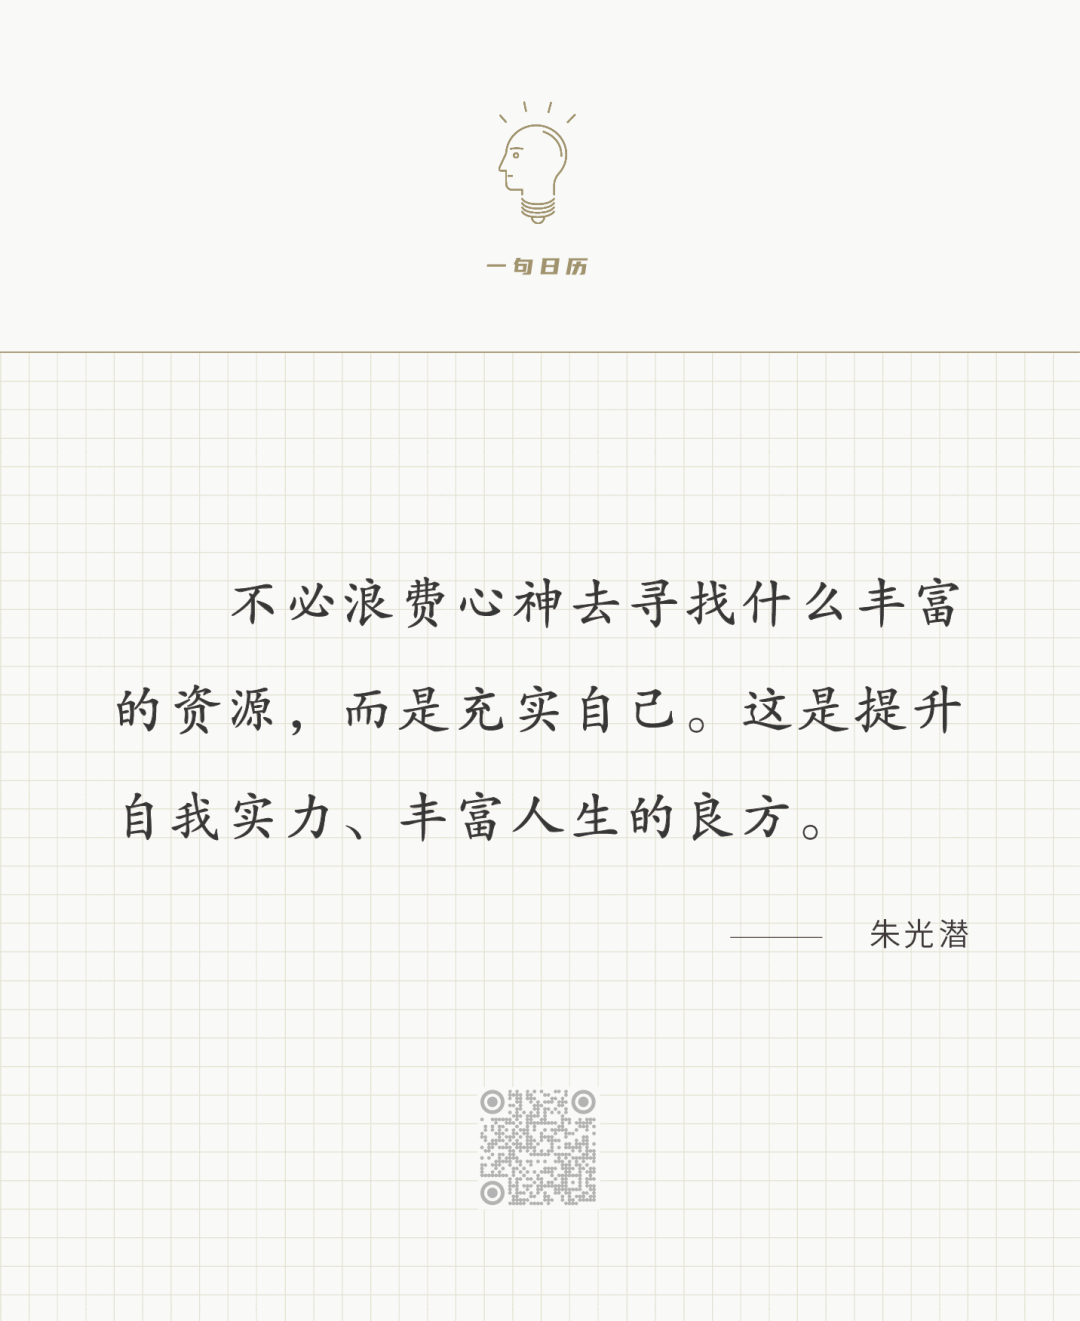 一句日历
不必浪费心神去寻找什么丰富
的资源，而是充实自己。这是提升
自我实力、丰富人生的良方。
—— 朱光潜